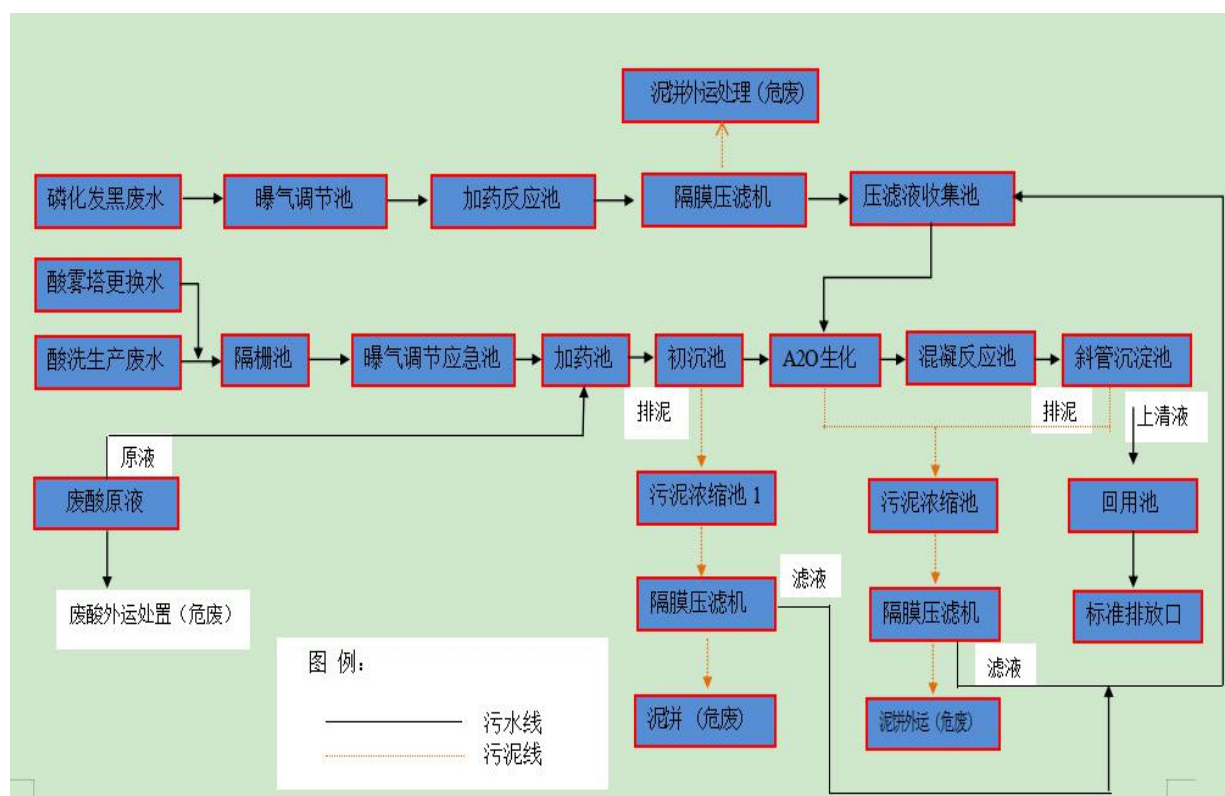 泥饼外运处理（危废）
磷化发黑废水
曝气调节池
加药反应池
隔膜压滤机
压滤液收集池
酸雾塔更换水
酸洗生产废水
隔栅池
曝气调节应急池
加药池
初沉池
A2O生化
混凝反应池
斜管沉淀池
排泥
排泥
上清液
原液
废酸原液
污泥浓缩池 1
污泥浓缩池
回用池
滤液
废酸外运处置（危废）
隔膜压滤机
隔膜压滤机
标准排放口
滤液
图 例：
泥饼（危废）
泥饼外运（危废）
污水线
污泥线